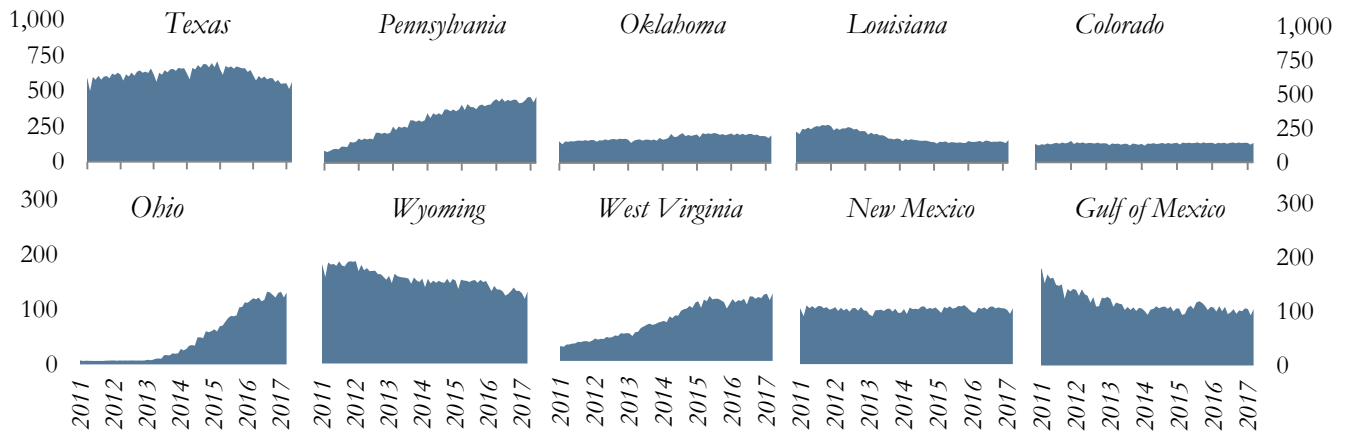 1,000 Texas Pennsylvania Oklahoma Louisiana Colorado 1,000
750 750
500 500
250 250
0 0
300 Ohio Wyoming West Virginia New Mexico Gulf of Mexico 300
200 200
100 100
0 0
2011 2012 2013 2014 2015 2016 2017 2011 2012 2013 2014 2015 2016 2017 2011 2012 2013 2014 2015 2016 2017 2011 2012 2013 2014 2015 2016 2017 2011 2012 2013 2014 2015 2016 2017